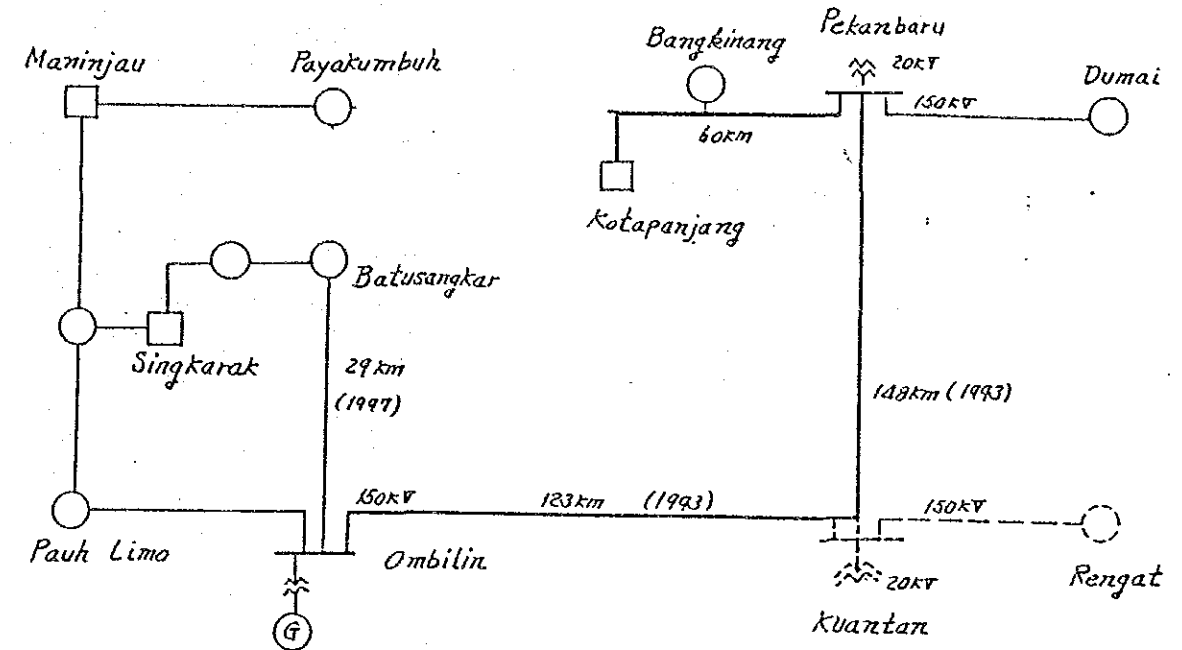 Maninjau
Payakumbuh
Bangkinang
Pekanbaru
20KV
Dumai
150KV
60km
Kotapanjang
Batusangkar
Singkarak
29km
(1997)
148km (1993)
150KV
123km (1993)
150KV
Pauh Limo
Ombilin
20KV
Rengat
Kuantan
G